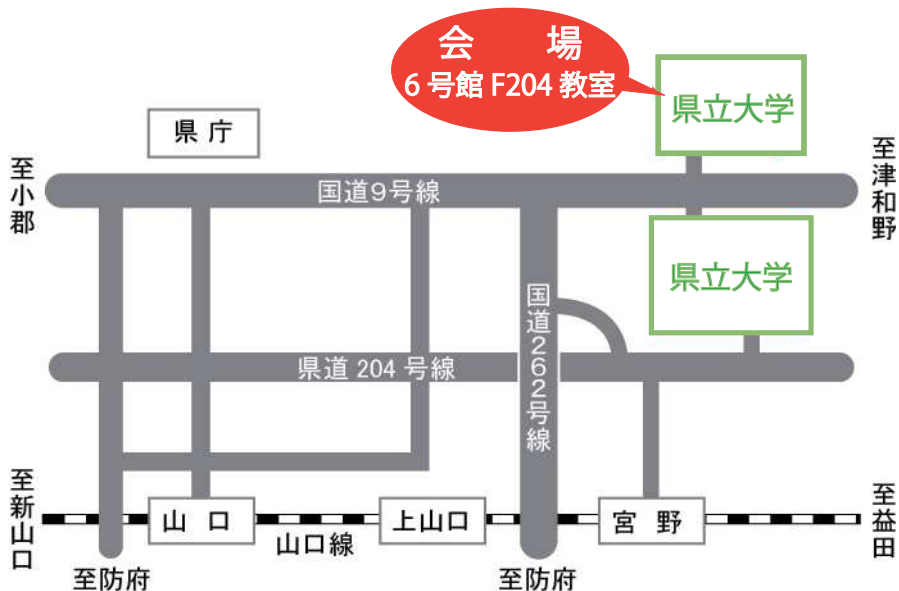 会 場
6号館 F204 教室
県立大学
県庁
至小郡
国道9号線
至津和野
県立大学
国道262号線
県道 204 号線
至新山口
山 口
山口線
上山口
宮 野
至益田
至防府
至防府